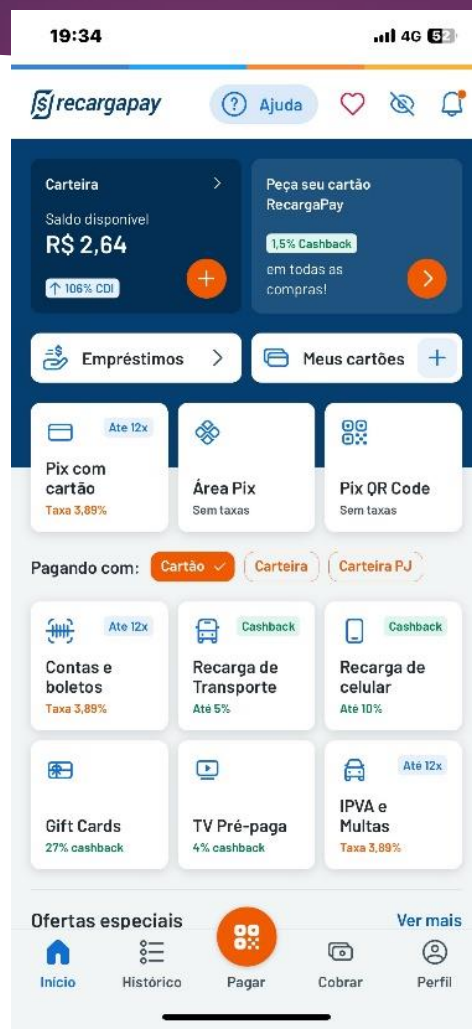 19:34
4G 52
recargapay
? Ajuda
Carteira
Saldo disponível
R$ 2,64
↑ 106% CDI
+
Peça seu cartão
RecargaPay
1,5% Cashback
em todas as
compras!
Empréstimos
Meus cartões +
Ate 12x
Pix com
cartão
Taxa 3,89%
Área Pix
Sem taxas
Pix QR Code
Sem taxas
Pagando com: Cartão ✓ Carteira Carteira PJ
Ate 12x
Contas e
boletos
Taxa 3,89%
Cashback
Recarga de
Transporte
Até 5%
Cashback
Recarga de
celular
Até 10%
Gift Cards
27% cashback
TV Pré-paga
4% cashback
Até 12x
IPVA e
Multas
Taxa 3,89%
Ofertas especiais Ver mais
Início Histórico Pagar Cobrar Perfil